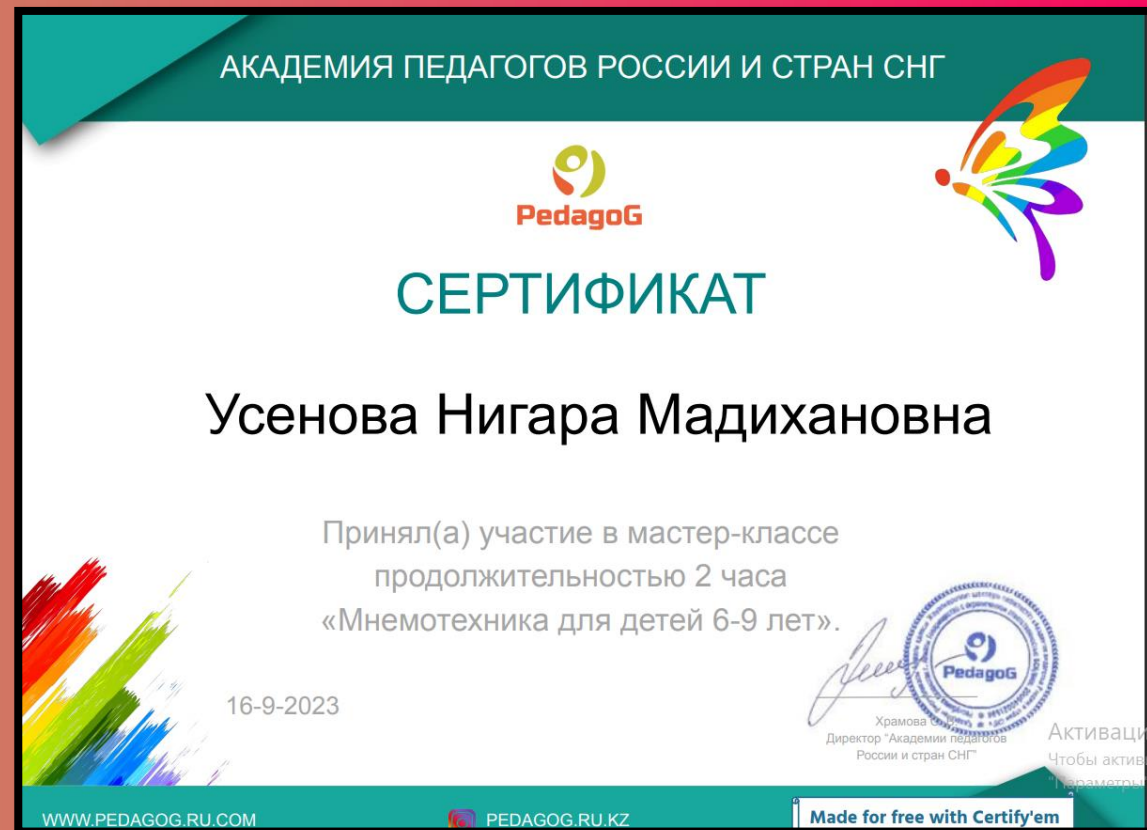 АКАДЕМИЯ ПЕДАГОГОВ РОССИИ И СТРАН СНГ
PedagoG
СЕРТИФИКАТ
Усенова Нигара Мадихановна
Принял(а) участие в мастер-классе
продолжительностью 2 часа
«Мнемотехника для детей 6-9 лет».
PedagoG
16-9-2023
Храмова
Директор "Академии педагогов
России и стран СНГ"
Чтобы
WWW.PEDAGOG.RU.COM
PEDAGOG.RU.KZ
Made for free with Certify'em